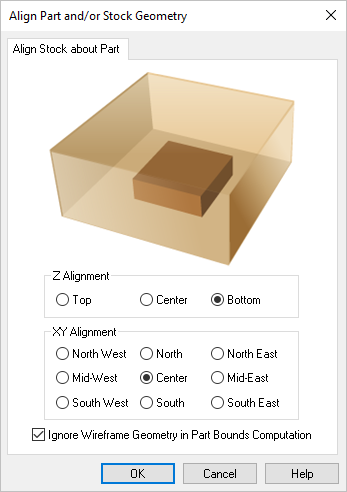 Align Part and/or Stock Geometry
Align Stock about Part
Z Alignment
Top Center Bottom
XY Alignment
North West North North East
Mid-West Center Mid-East
South West South South East
Ignore Wireframe Geometry in Part Bounds Computation
OK Cancel Help